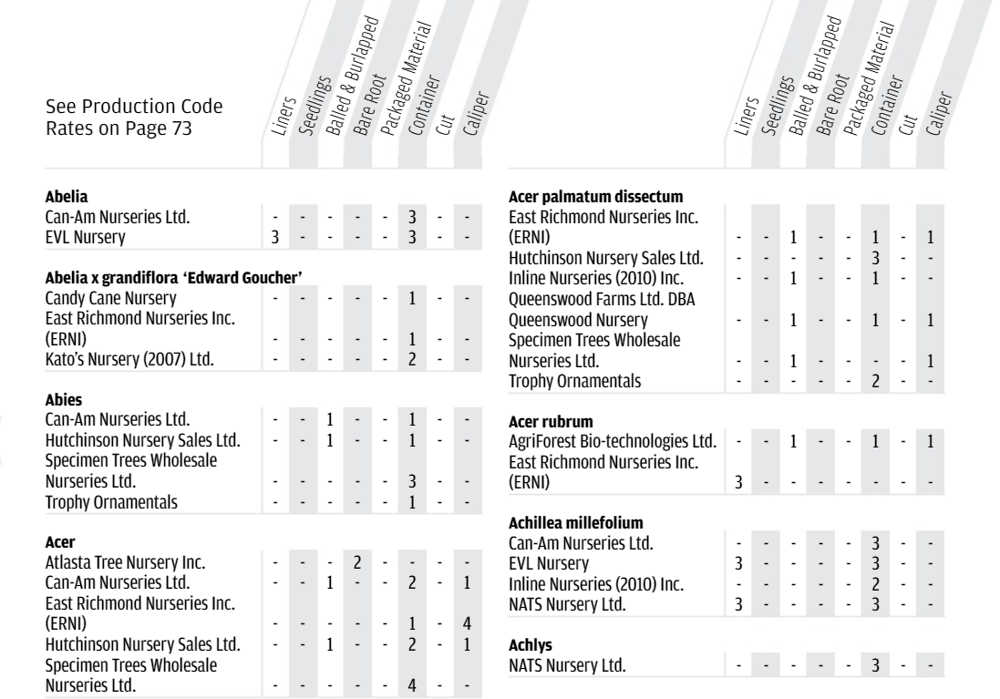 See Production Code
Rates on Page 73
Liners
Seedlings
Balled & Burlapped
Bare Root
Packaged Material
Container
Cut
Caliper
Abelia
Can-Am Nurseries Ltd. - - - - - 3 - -
EVL Nursery 3 - - - - 3 - -
Abelia x grandiflora ‘Edward Goucher’
Candy Cane Nursery - - - - - 1 - -
East Richmond Nurseries Inc.
(ERNI) - - - - - 1 - -
Kato’s Nursery (2007) Ltd. - - - - - 2 - -
Abies
Can-Am Nurseries Ltd. - - 1 - - 1 - -
Hutchinson Nursery Sales Ltd. - - 1 - - 1 - -
Specimen Trees Wholesale
Nurseries Ltd. - - - - - 3 - -
Trophy Ornamentals - - - - - 1 - -
Acer
Atlasta Tree Nursery Inc. - - - 2 - - - -
Can-Am Nurseries Ltd. - - 1 - - 2 - 1
East Richmond Nurseries Inc.
(ERNI) - - - - - 1 - 4
Hutchinson Nursery Sales Ltd. - - 1 - - 2 - 1
Specimen Trees Wholesale
Nurseries Ltd. - - - - - 4 - -
Liners
Seedlings
Balled & Burlapped
Bare Root
Packaged Material
Container
Cut
Caliper
Acer palmatum dissectum
East Richmond Nurseries Inc.
(ERNI) - - 1 - - 1 - 1
Hutchinson Nursery Sales Ltd. - - - - - 3 - -
Inline Nurseries (2010) Inc. - - 1 - - 1 - -
Queenswood Farms Ltd. DBA
Queenswood Nursery - - 1 - - 1 - 1
Specimen Trees Wholesale
Nurseries Ltd. - - 1 - - - - 1
Trophy Ornamentals - - - - - 2 - -
Acer rubrum
AgriForest Bio-technologies Ltd. - - 1 - - 1 - 1
East Richmond Nurseries Inc.
(ERNI) 3 - - - - - - -
Achillea millefolium
Can-Am Nurseries Ltd. - - - - - 3 - -
EVL Nursery 3 - - - - 3 - -
Inline Nurseries (2010) Inc. - - - - - 2 - -
NATS Nursery Ltd. 3 - - - - 3 - -
Achlys
NATS Nursery Ltd. - - - - - 3 - -